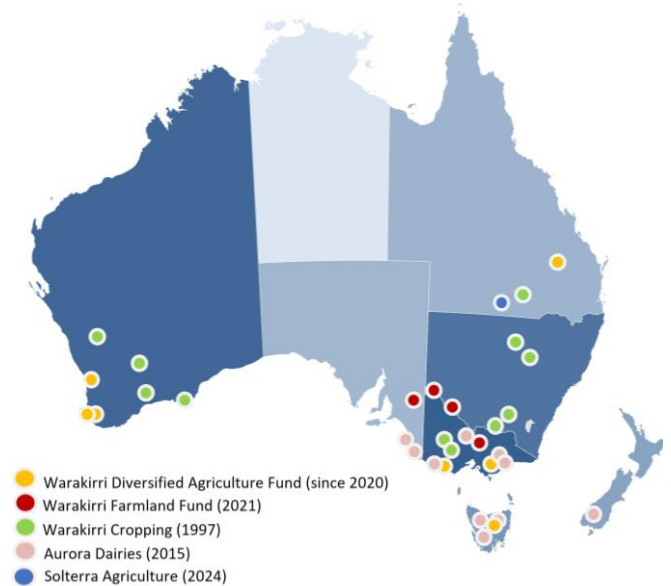 Warakirri Diversified Agriculture Fund (since 2020)
Warakirri Farmland Fund (2021)
Warakirri Cropping (1997)
Aurora Dairies (2015)
Solterra Agriculture (2024)